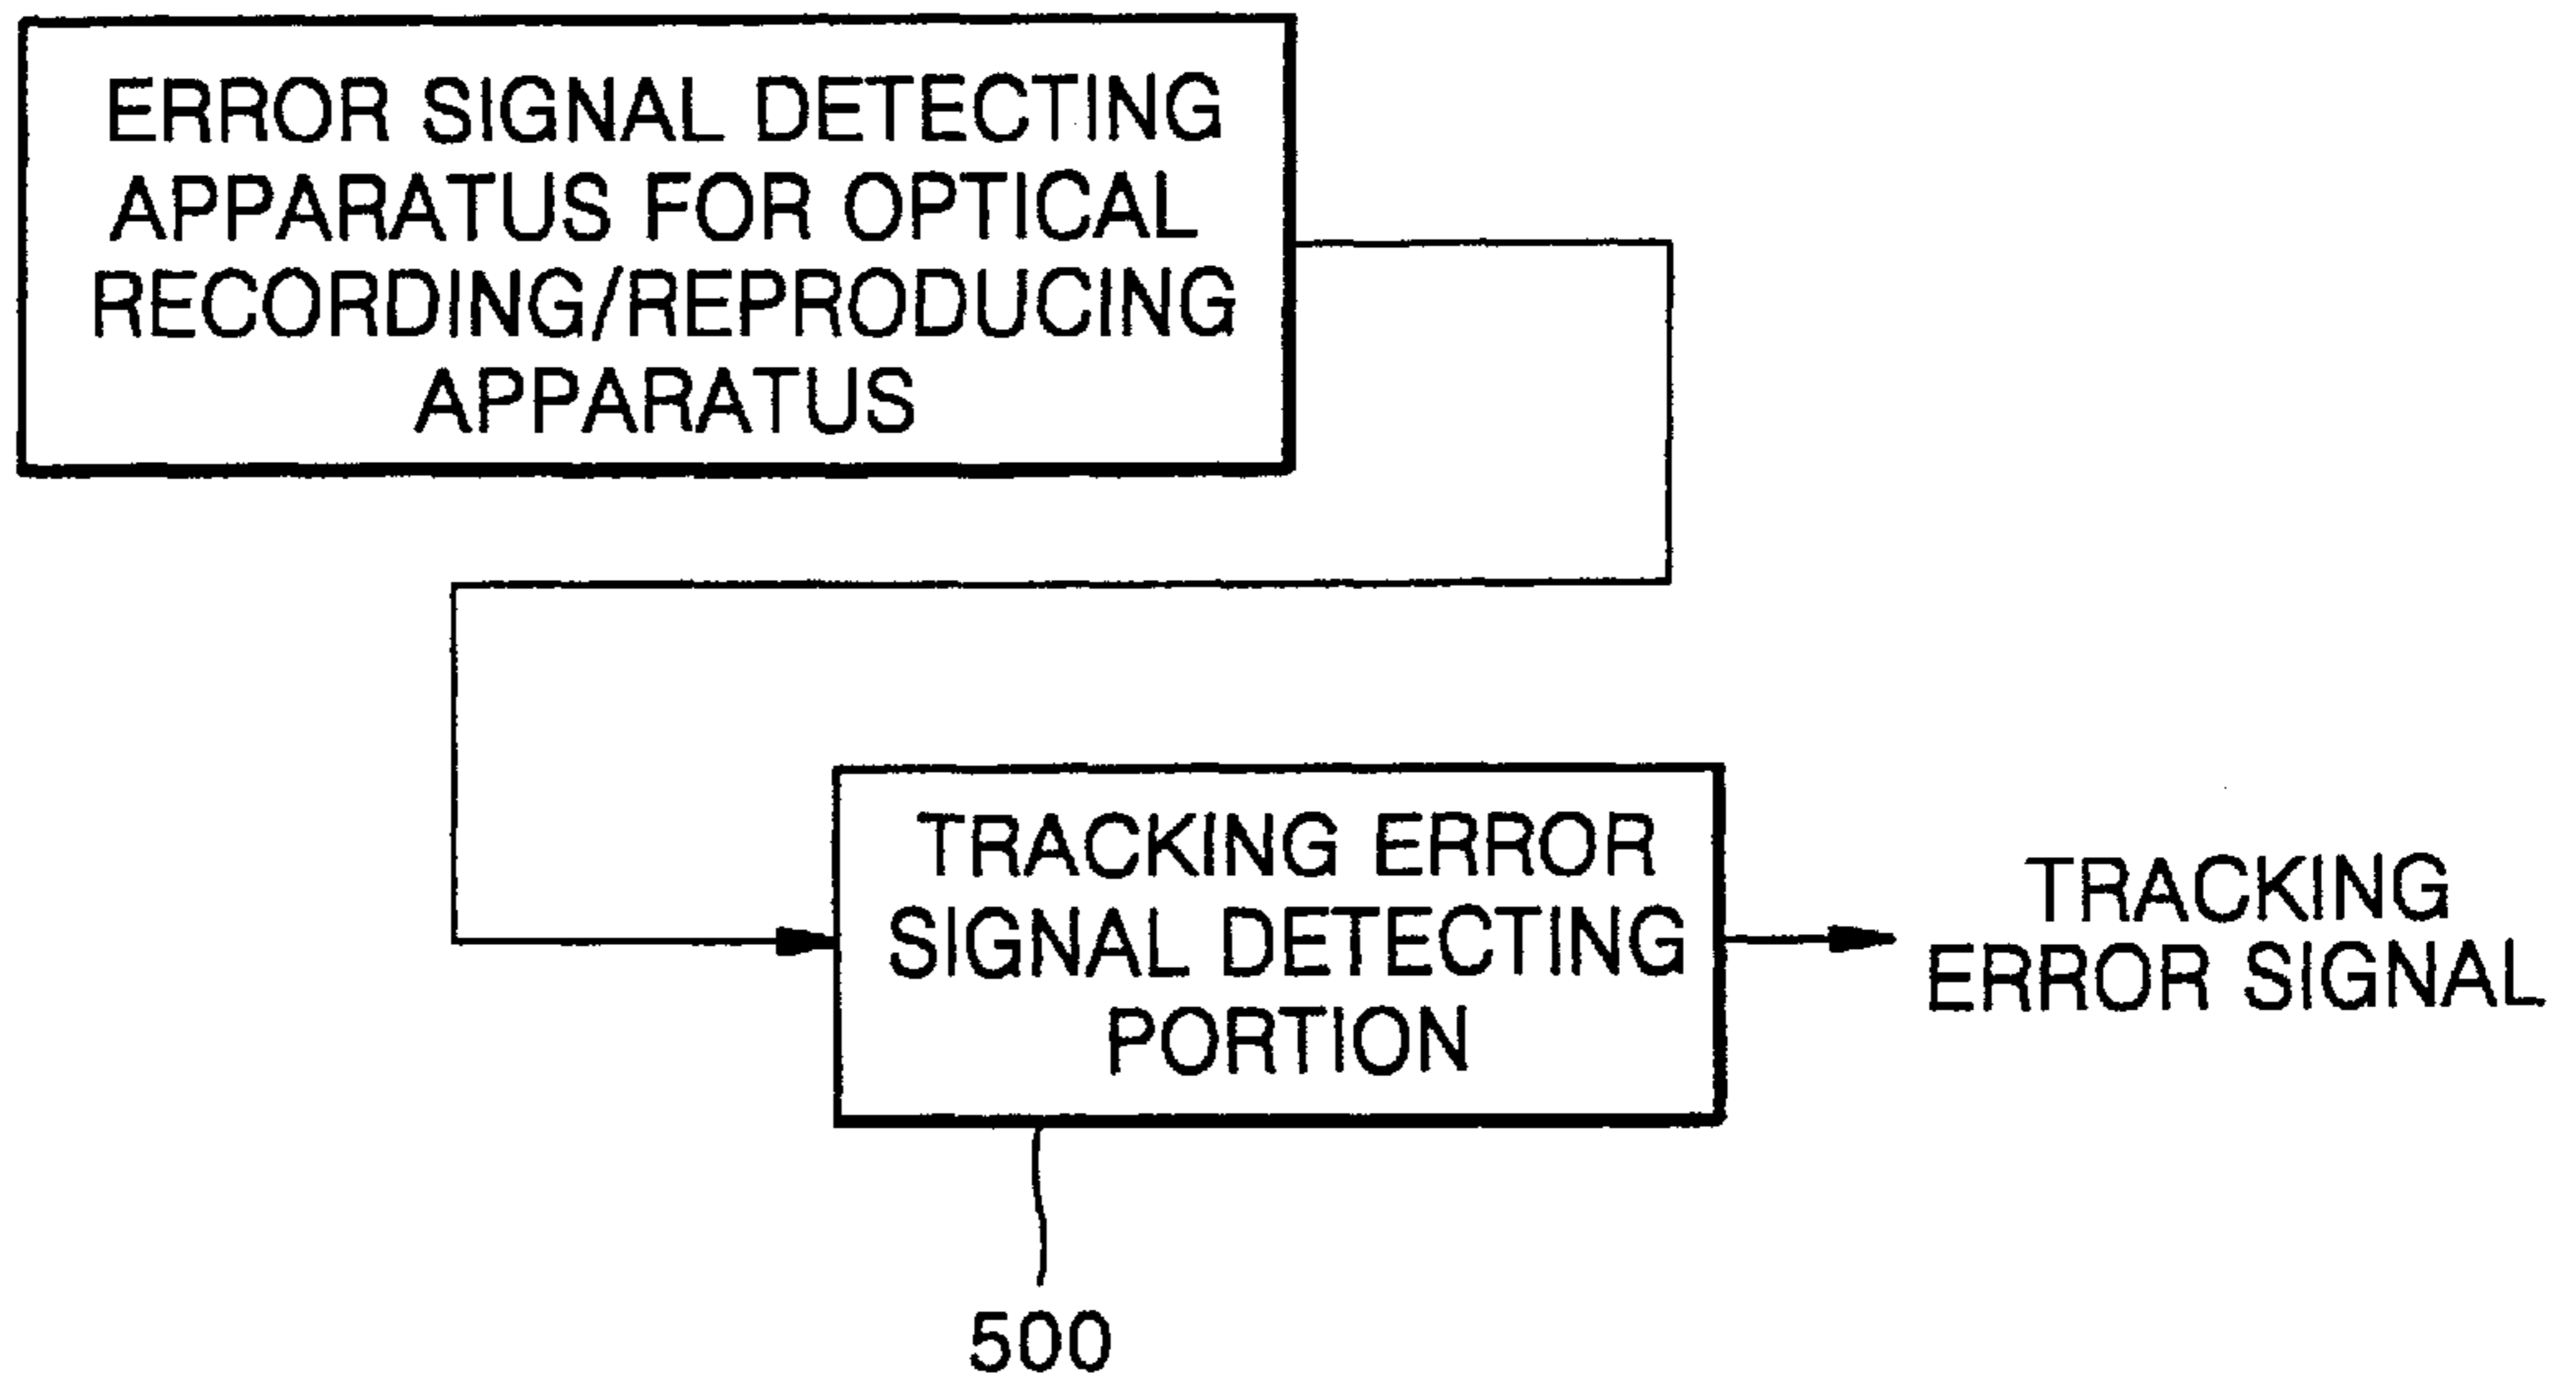 ERROR SIGNAL DETECTING
APPARATUS FOR OPTICAL
RECORDING/REPRODUCING
APPARATUS
TRACKING ERROR
SIGNAL DETECTING
PORTION
TRACKING
ERROR SIGNAL
500